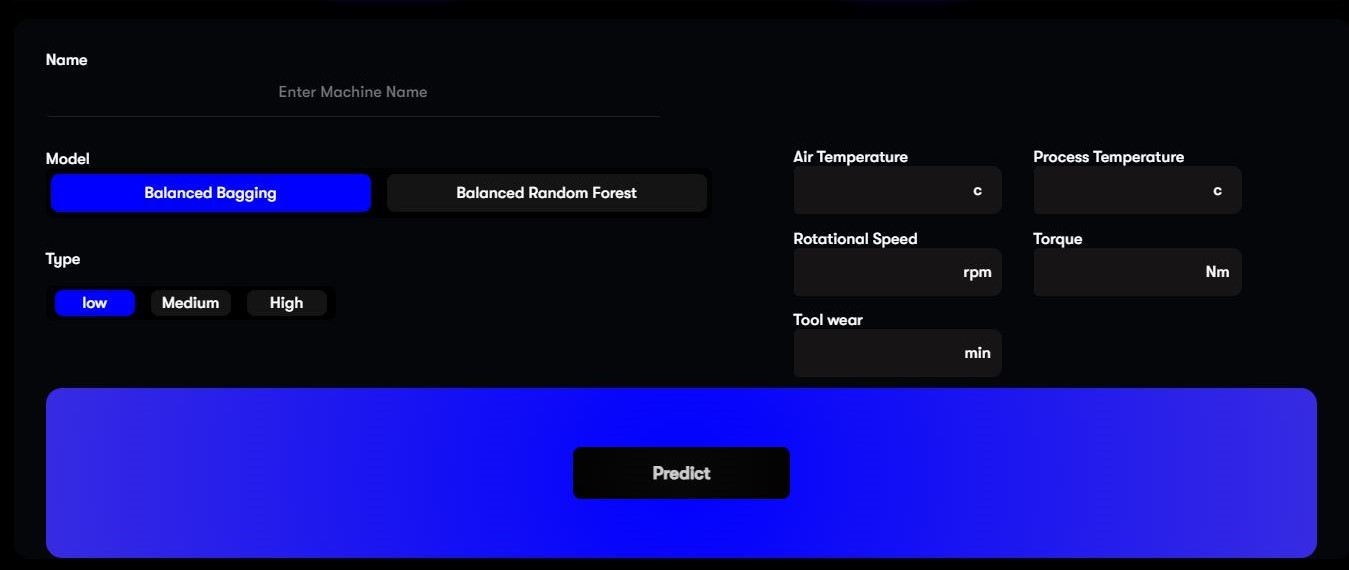 Name
Enter Machine Name
Model
Balanced Bagging
Balanced Random Forest
Type
low
Medium
High
Air Temperature
c
Process Temperature
c
Rotational Speed
rpm
Torque
Nm
Tool wear
min
Predict